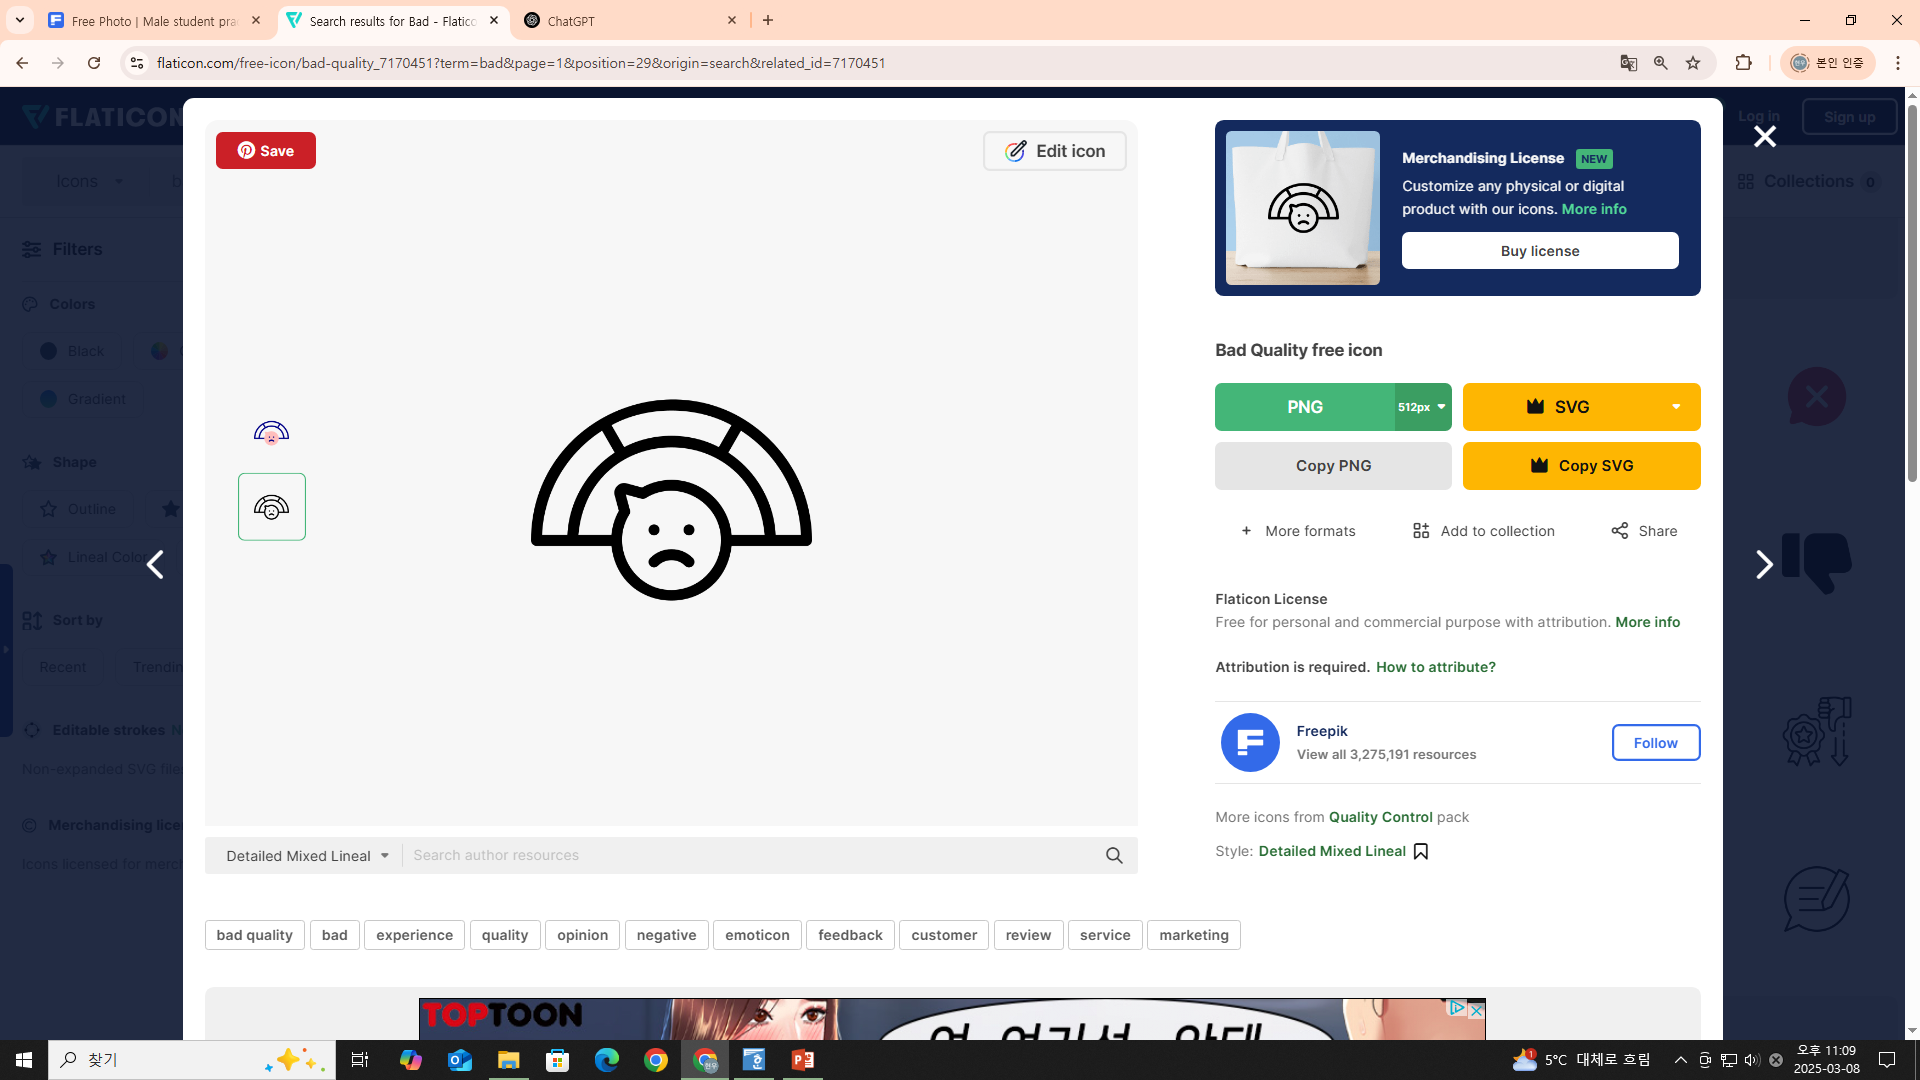 Free Photo | Male student pra
Search results for Bad - Flatico
ChatGPT
flaticon.com/free-icon/bad-quality_7170451?term=bad&page=1&position=29&origin=search&related_id=7170451
본인 인증
FLATICON
Log in
Sign up
Icons
Collections 0
Filters
Colors
Black
Gradient
Shape
Outline
Lineal Color
Sort by
Recent
Trendin
Editable strokes
Non-expanded SVG files
Merchandising lice
Icons licensed for merch
Save
Edit icon
Merchandising License NEW
Customize any physical or digital
product with our icons. More info
Buy license
Bad Quality free icon
PNG
512px
SVG
Copy PNG
Copy SVG
More formats
Add to collection
Share
Flaticon License
Free for personal and commercial purpose with attribution. More info
Attribution is required. How to attribute?
Freepik
View all 3,275,191 resources
Follow
More icons from Quality Control pack
Style: Detailed Mixed Lineal
Detailed Mixed Lineal
Search author resources
bad quality
bad
experience
quality
opinion
negative
emoticon
feedback
customer
review
service
marketing
TOPTOON
찾기
5°C 대체로 흐림
오후 11:09
2025-03-08